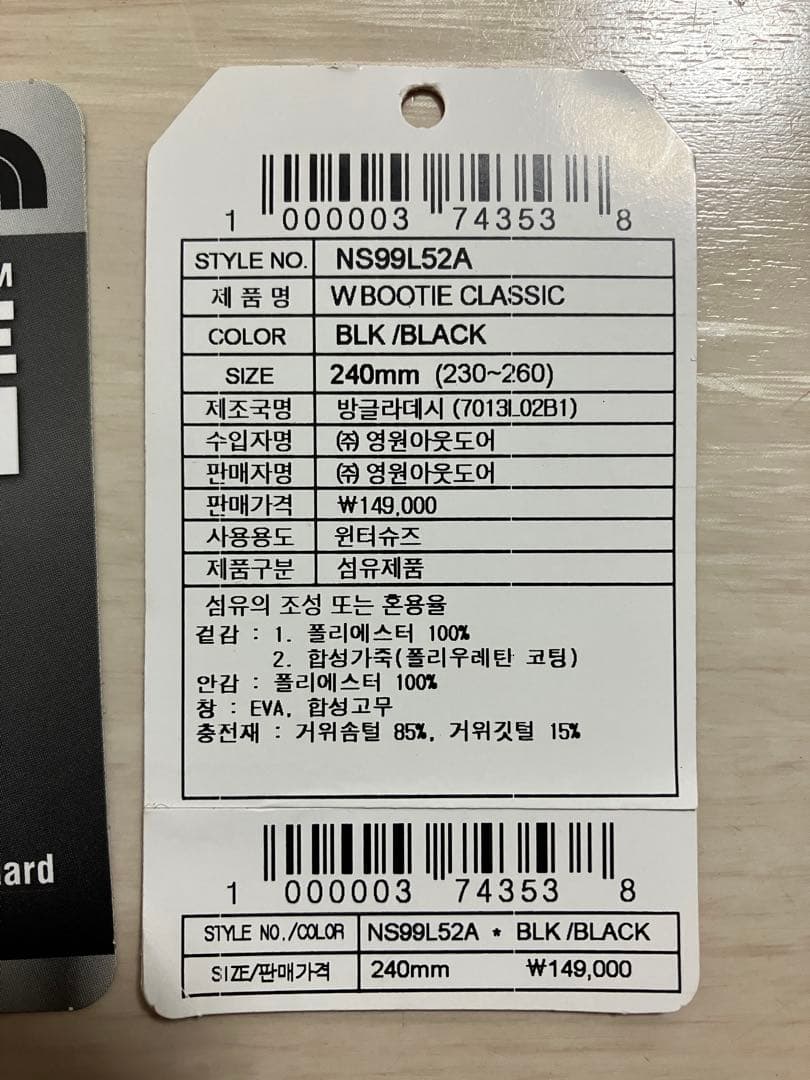 M
E
ard
1 000003 74353 8
STYLE NO. NS99L52A
제 품 명 W BOOTIE CLASSIC
COLOR BLK /BLACK
SIZE 240mm (230~260)
제조국명 방글라데시 (7013L02B1)
수입자명 ㈜ 영원아웃도어
판매자명 ㈜ 영원아웃도어
판매가격 ₩149,000
사용용도 윈터슈즈
제품구분 섬유제품
섬유의 조성 또는 혼용율
겉감 : 1. 폴리에스터 100%
2. 합성가죽(폴리우레탄 코팅)
안감 : 폴리에스터 100%
창 : EVA, 합성고무
충전재 : 거위솜털 85%, 거위깃털 15%
1 000003 74353 8
STYLE NO./COLOR NS99L52A * BLK /BLACK
SIZE/판매가격 240mm ₩149,000